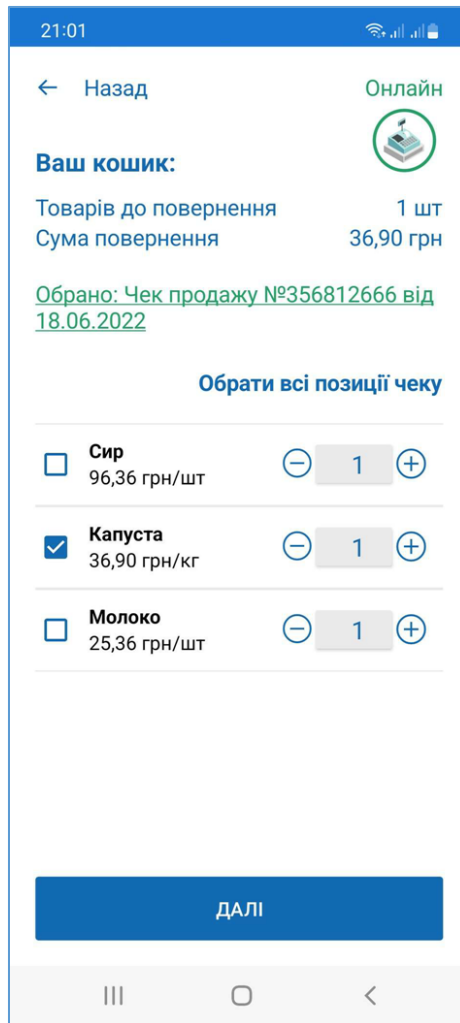 21:01
Назад
Онлайн
Ваш кошик:
Товарів до повернення 1 шт
Сума повернення 36,90 грн
Обрано: Чек продажу №356812666 від
18.06.2022
Обрати всі позиції чеку
Сир
96,36 грн/шт
1
Капуста
36,90 грн/кг
1
Молоко
25,36 грн/шт
1
ДАЛІ